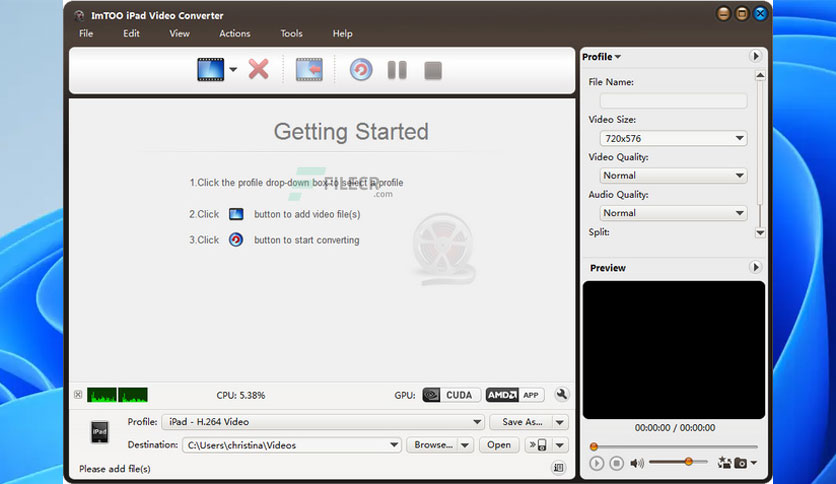 ImTOO iPad Video Converter
File Edit View Actions Tools Help
Profile
File Name:
Video Size:
720x576
Video Quality:
Normal
Audio Quality:
Normal
Split:
Getting Started
1.Click the profile drop-down box to select a profile
FILECR
.com
2.Click button to add video file(s)
3.Click button to start converting
Preview
00:00:00 / 00:00:00
CPU: 5.38%
GPU: CUDA AMD APP
iPad
Profile: iPad - H.264 Video Save As...
Destination: C:\Users\christina\Videos Browse... Open
Please add file(s)